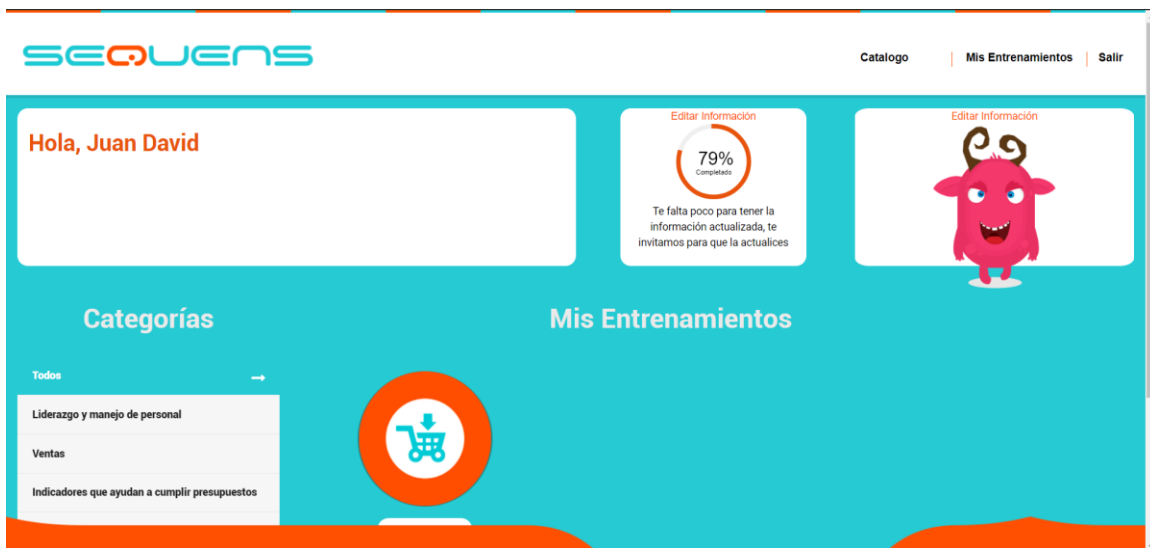 SEQUENS
Catalogo
Mis Entrenamientos
Salir
Hola, Juan David
Editar Información
79%
Completado
Te falta poco para tener la
información actualizada, te
invitamos para que la actualices
Editar Información
Categorías
Mis Entrenamientos
Todos
Liderazgo y manejo de personal
Ventas
Indicadores que ayudan a cumplir presupuestos